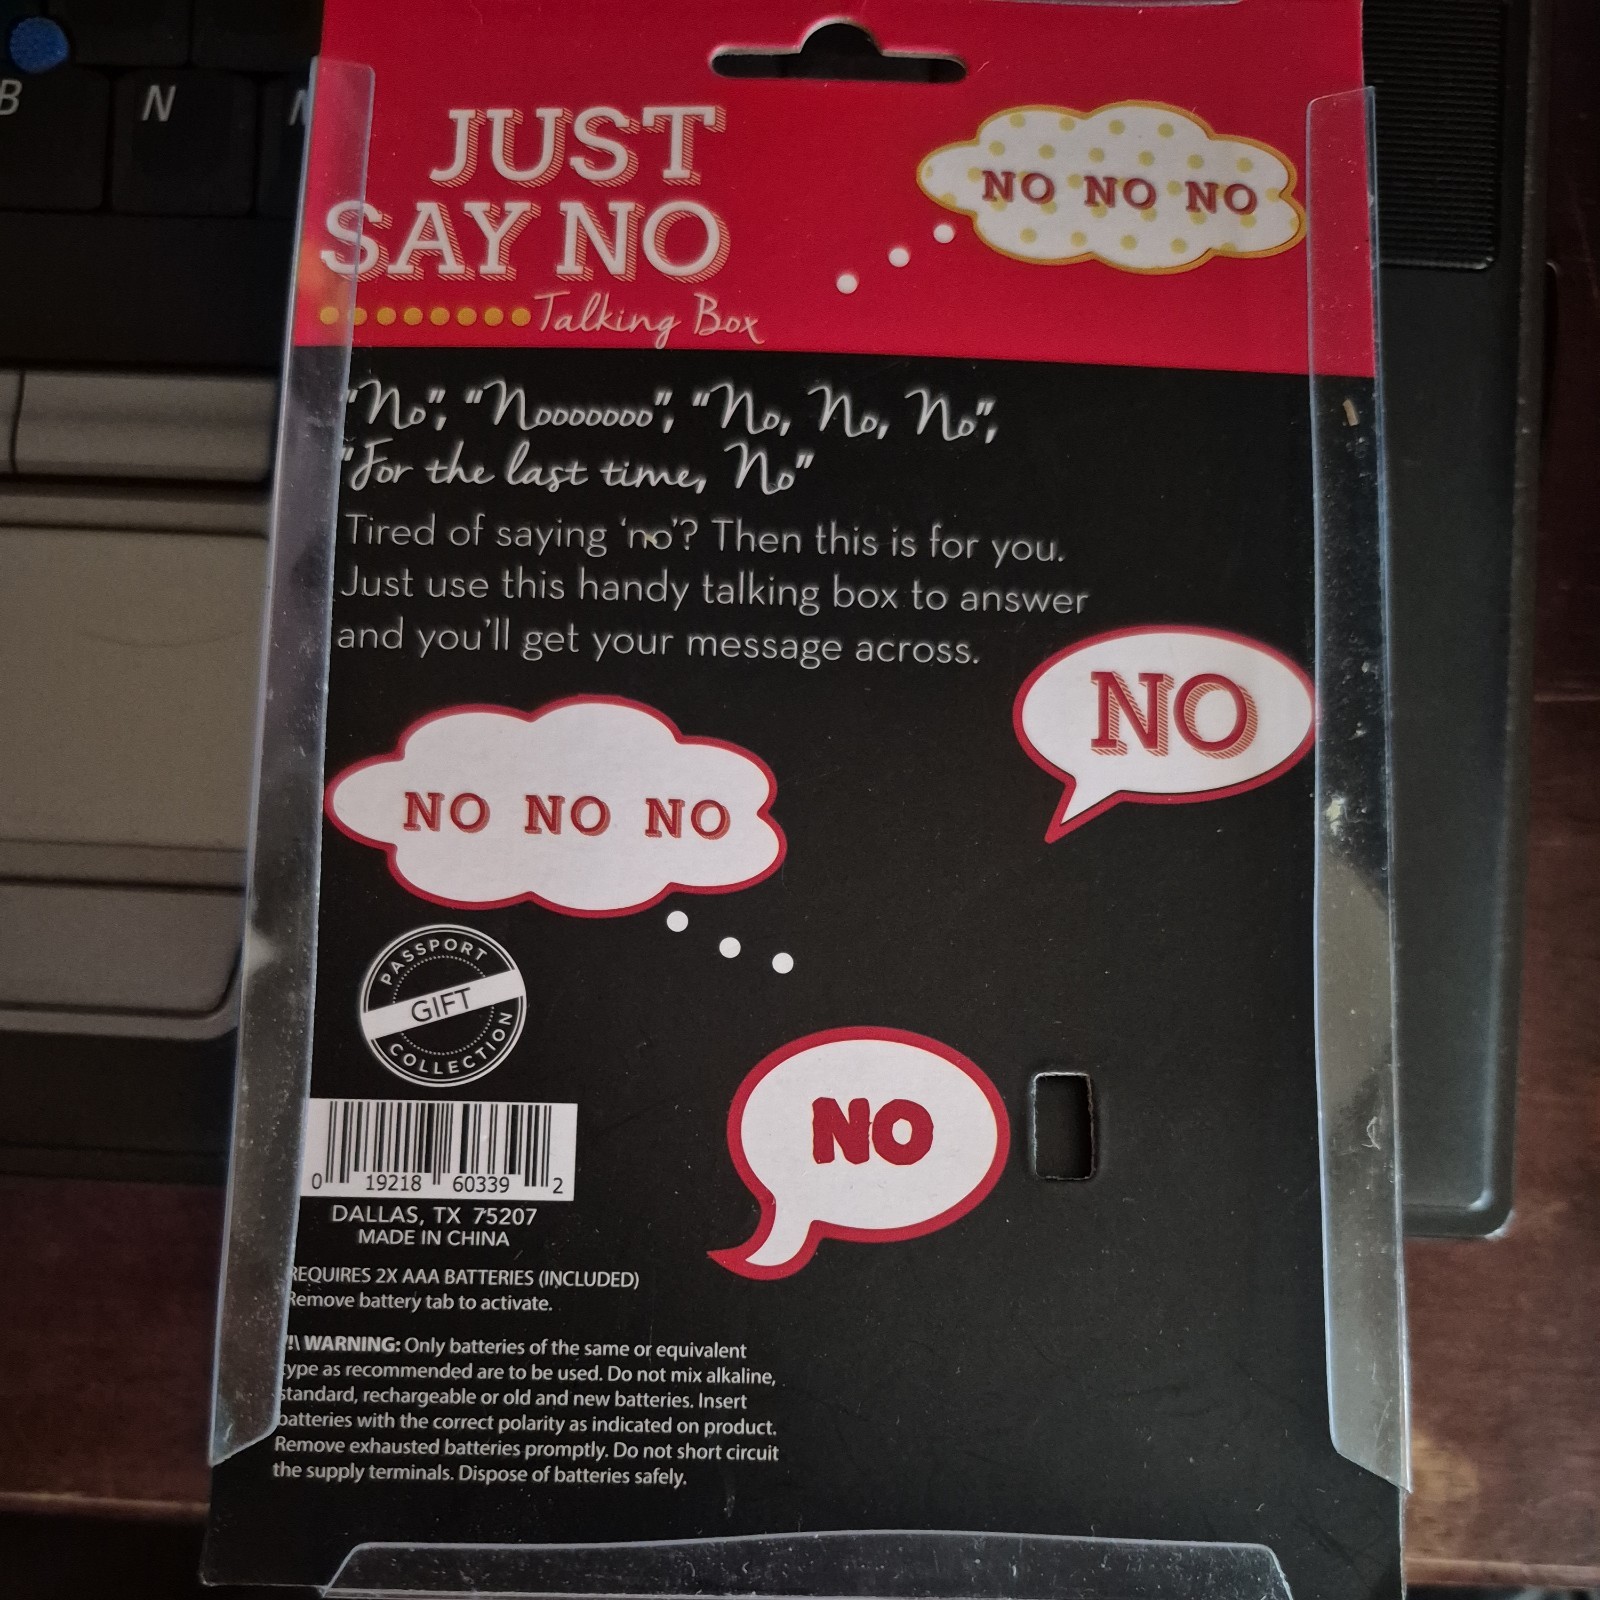 B N
JUST
SAY NO
Talking Box
NO NO NO
"No", "Nooooooo", "No, No, No",
"For the last time, No"
Tired of saying 'no'? Then this is for you.
Just use this handy talking box to answer
and you'll get your message across.
NO
NO NO NO
PASSPORT
GIFT
COLLECTION
NO
0 19218 60339 2
DALLAS, TX 75207
MADE IN CHINA
REQUIRES 2X AAA BATTERIES (INCLUDED)
Remove battery tab to activate.
/!\ WARNING: Only batteries of the same or equivalent
type as recommended are to be used. Do not mix alkaline,
standard, rechargeable or old and new batteries. Insert
batteries with the correct polarity as indicated on product.
Remove exhausted batteries promptly. Do not short circuit
the supply terminals. Dispose of batteries safely.